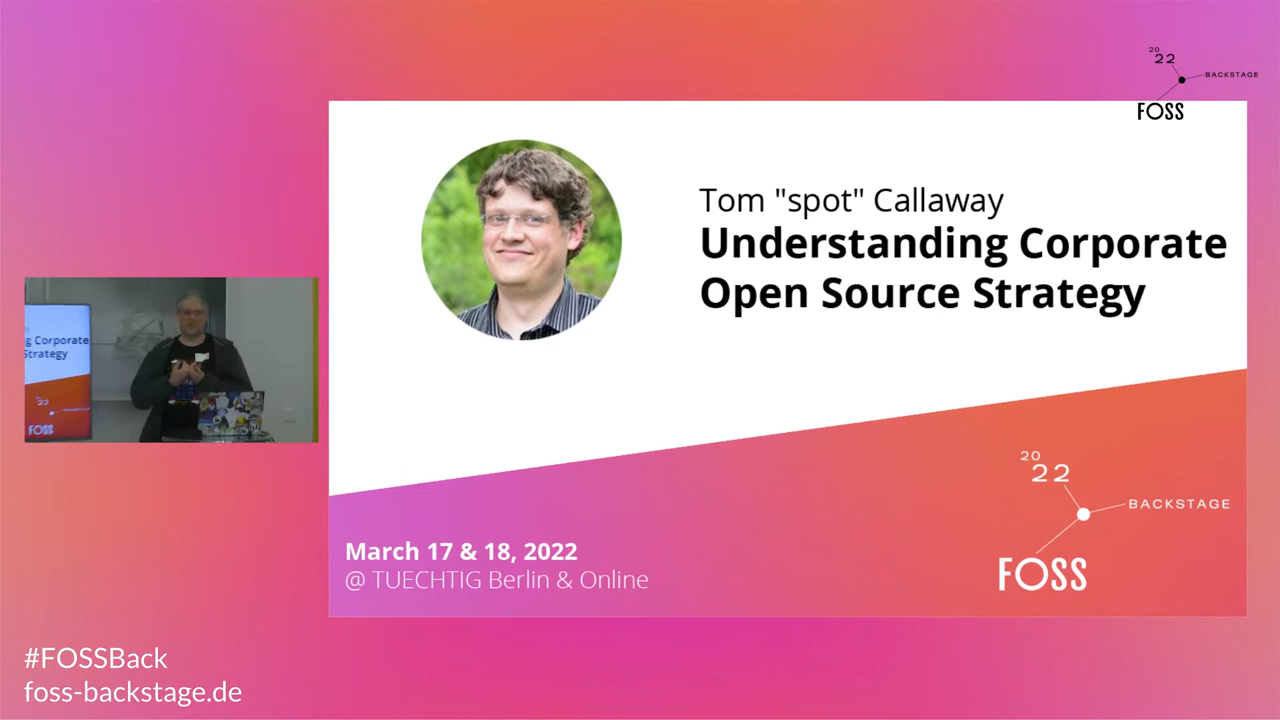 20
22
BACKSTAGE
FOSS
Tom "spot" Callaway
Understanding Corporate
Open Source Strategy
g Corporate
Strategy
22
FOSS
20
22
BACKSTAGE
FOSS
March 17 & 18, 2022
@ TUECHTIG Berlin & Online
#FOSSBack
foss-backstage.de